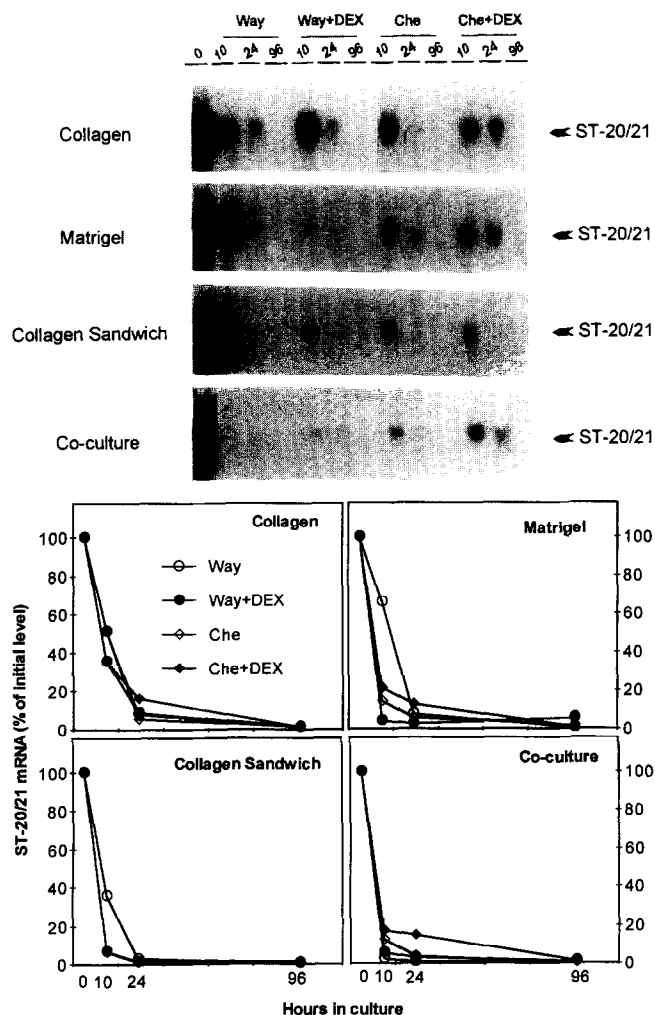 Way Way+DEX Che Che+DEX
0 10 24 96 10 24 96 10 24 96 10 24 96
Collagen ST-20/21
Matrigel ST-20/21
Collagen Sandwich ST-20/21
Co-culture ST-20/21
ST-20/21 mRNA (% of initial level)
Collagen
100
80
60
40
20
0
Way
Way+DEX
Che
Che+DEX
Matrigel
100
80
60
40
20
0
Collagen Sandwich
100
80
60
40
20
0
0 10 24 96
Co-culture
100
80
60
40
20
0
0 10 24 96
Hours in culture